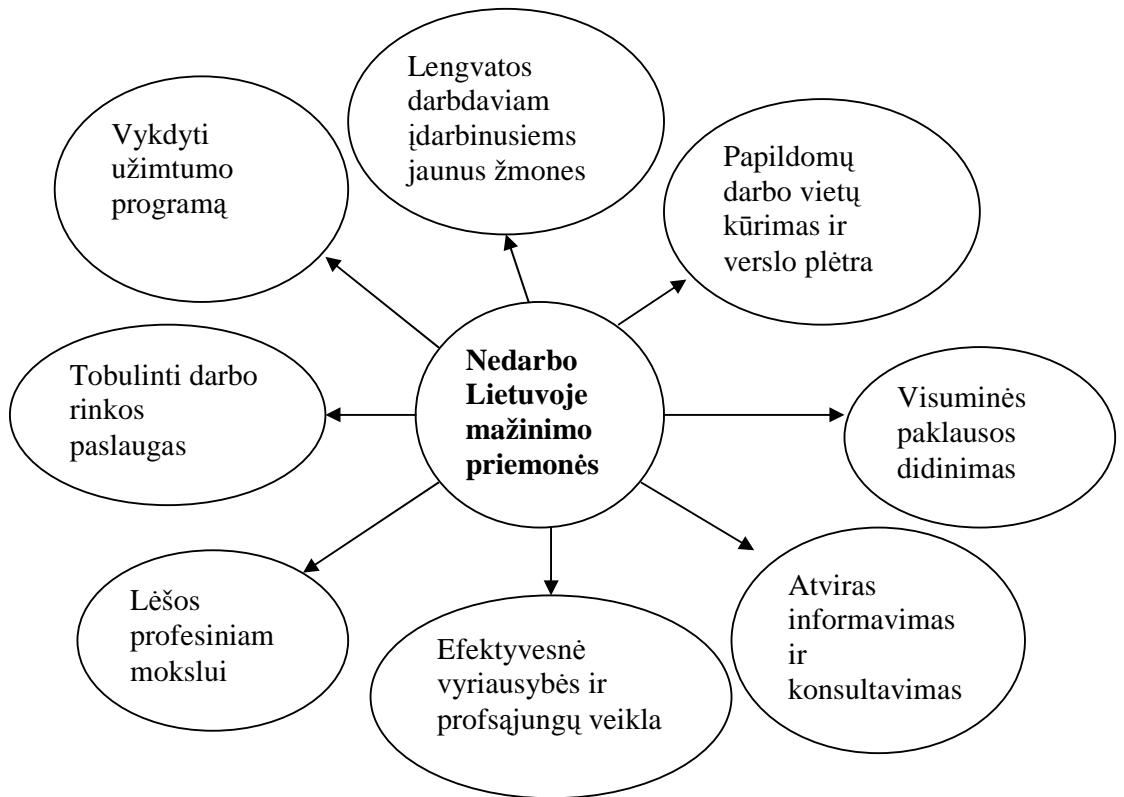 Lengvatos
darbdaviam
įdarbinusiems
jaunus žmones
Vykdyti
užimtumo
programą
Papildomų
darbo vietų
kūrimas ir
verslo plėtra
Nedarbo
Lietuvoje
mažinimo
priemonės
Tobulinti darbo
rinkos
paslaugas
Visuminės
paklausos
didinimas
Lėšos
profesiniam
mokslui
Efektyvesnė
vyriausybės ir
profsąjungų veikla
Atviras
informavimas
ir
konsultavimas